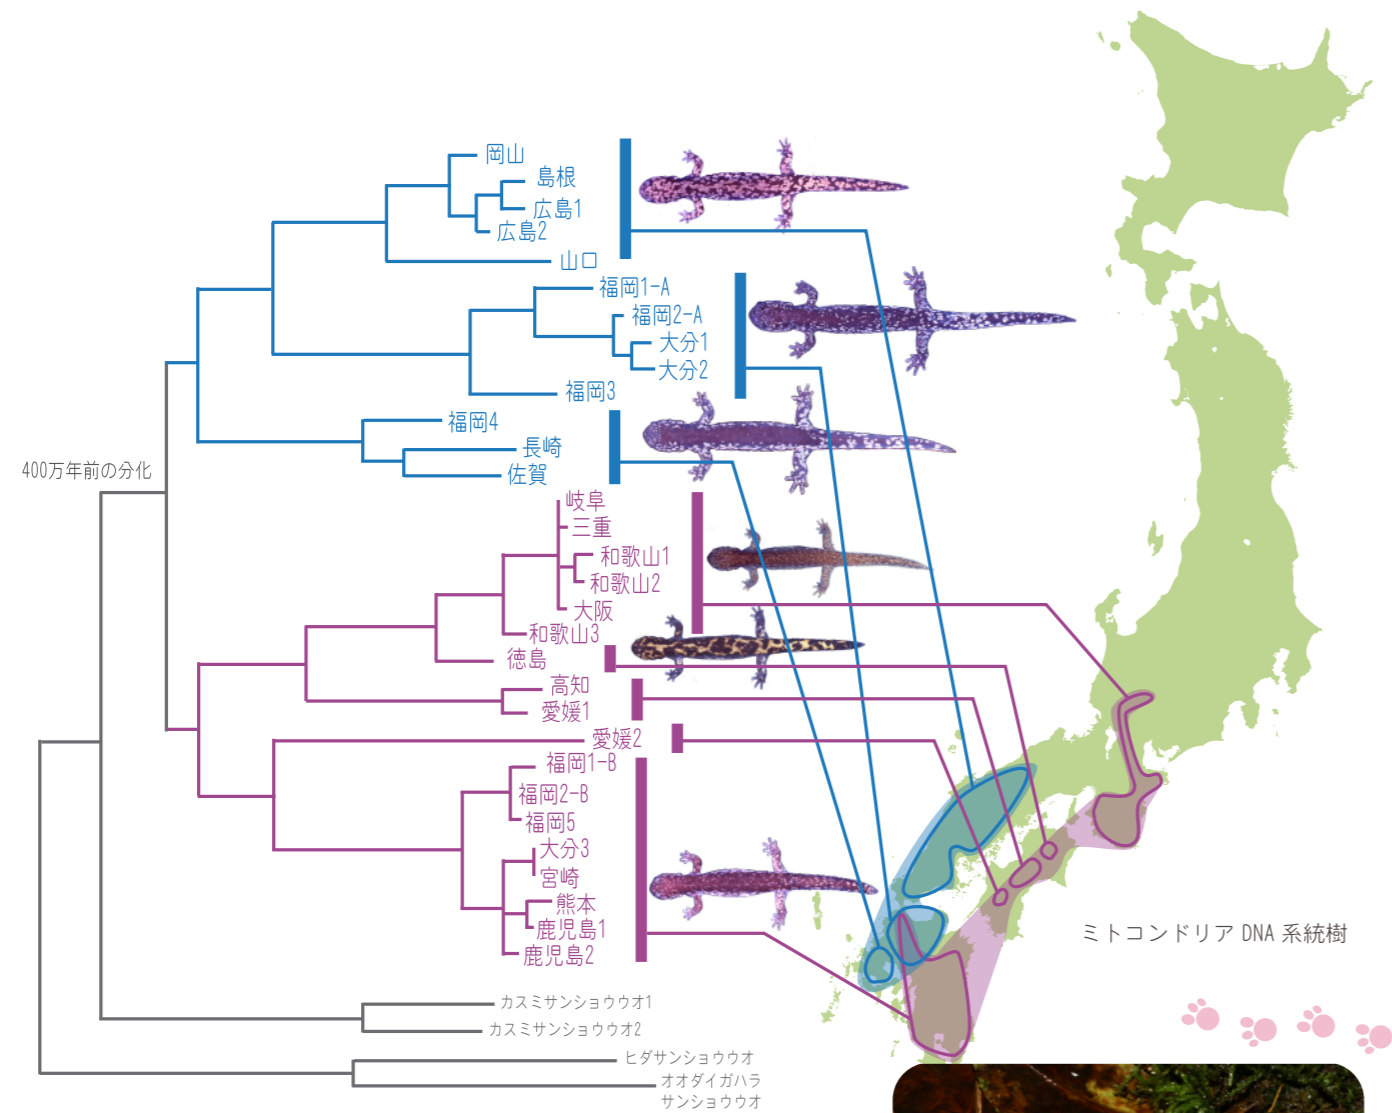 岡山
島根
広島1
広島2
山口
福岡1-A
福岡2-A
大分1
大分2
福岡3
福岡4
長崎
佐賀
400万年前の分化
岐阜
三重
和歌山1
和歌山2
大阪
和歌山3
徳島
高知
愛媛1
愛媛2
福岡1-B
福岡2-B
福岡5
大分3
宮崎
熊本
鹿児島1
鹿児島2
ミトコンドリア DNA 系統樹
カスミサンショウウオ1
カスミサンショウウオ2
ヒダサンショウウオ
オオダイガハラ
サンショウウオ